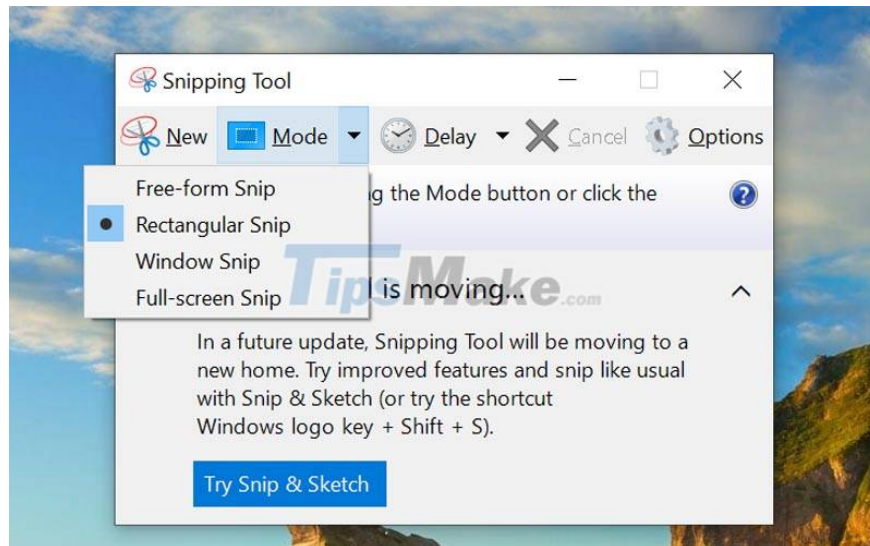 Snipping Tool
New Mode Delay Cancel Options
Free-form Snip
Rectangular Snip
Window Snip
Full-screen Snip
the Mode button or click the
is moving...
TipsMake.com
In a future update, Snipping Tool will be moving to a
new home. Try improved features and snip like usual
with Snip & Sketch (or try the shortcut
Windows logo key + Shift + S).
Try Snip & Sketch